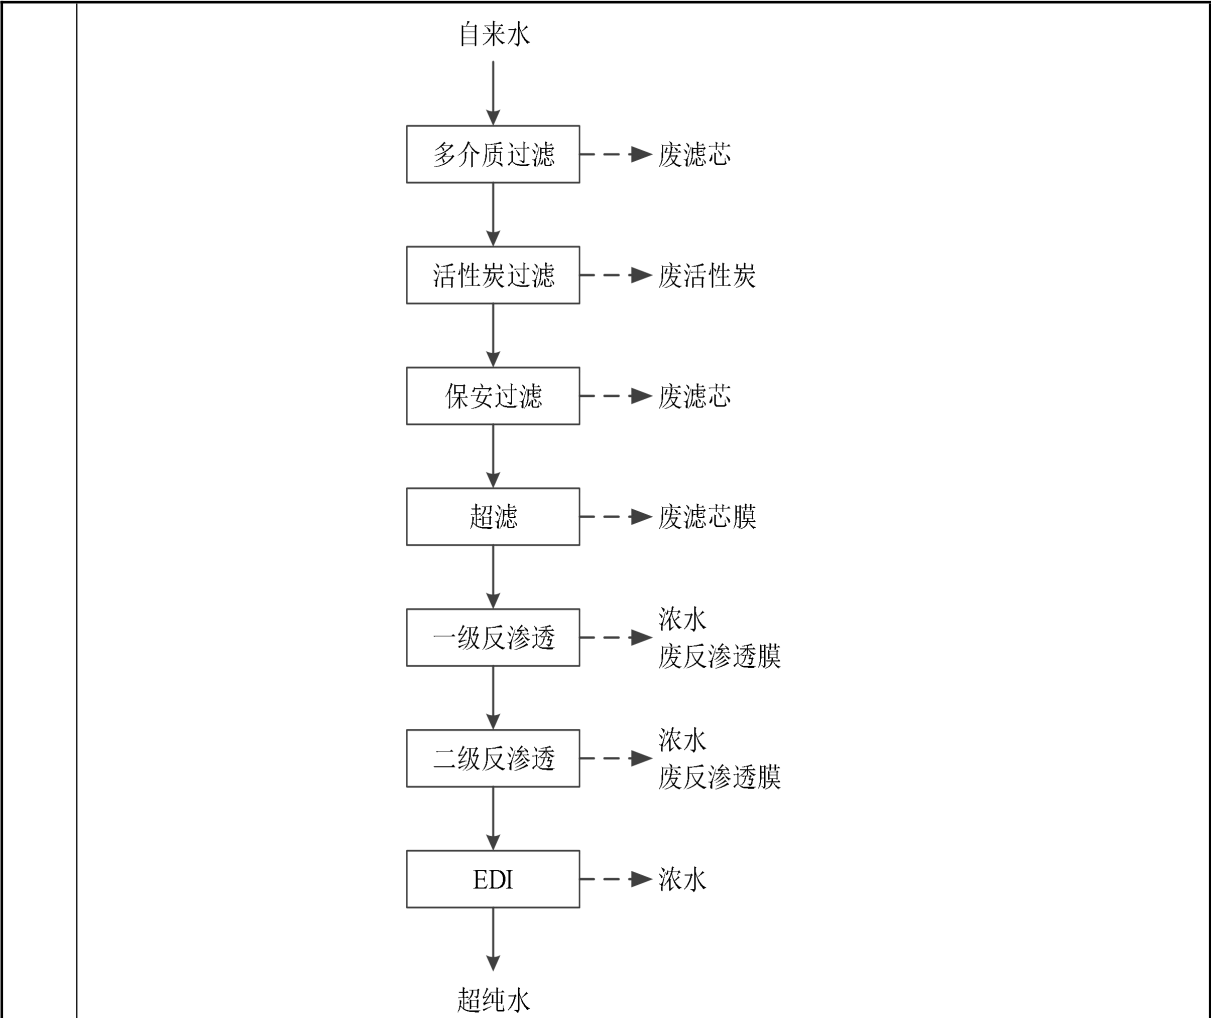 自来水
多介质过滤
废滤芯
活性炭过滤
废活性炭
保安过滤
废滤芯
超滤
废滤芯膜
一级反渗透
浓水
废反渗透膜
二级反渗透
浓水
废反渗透膜
EDI
浓水
超纯水